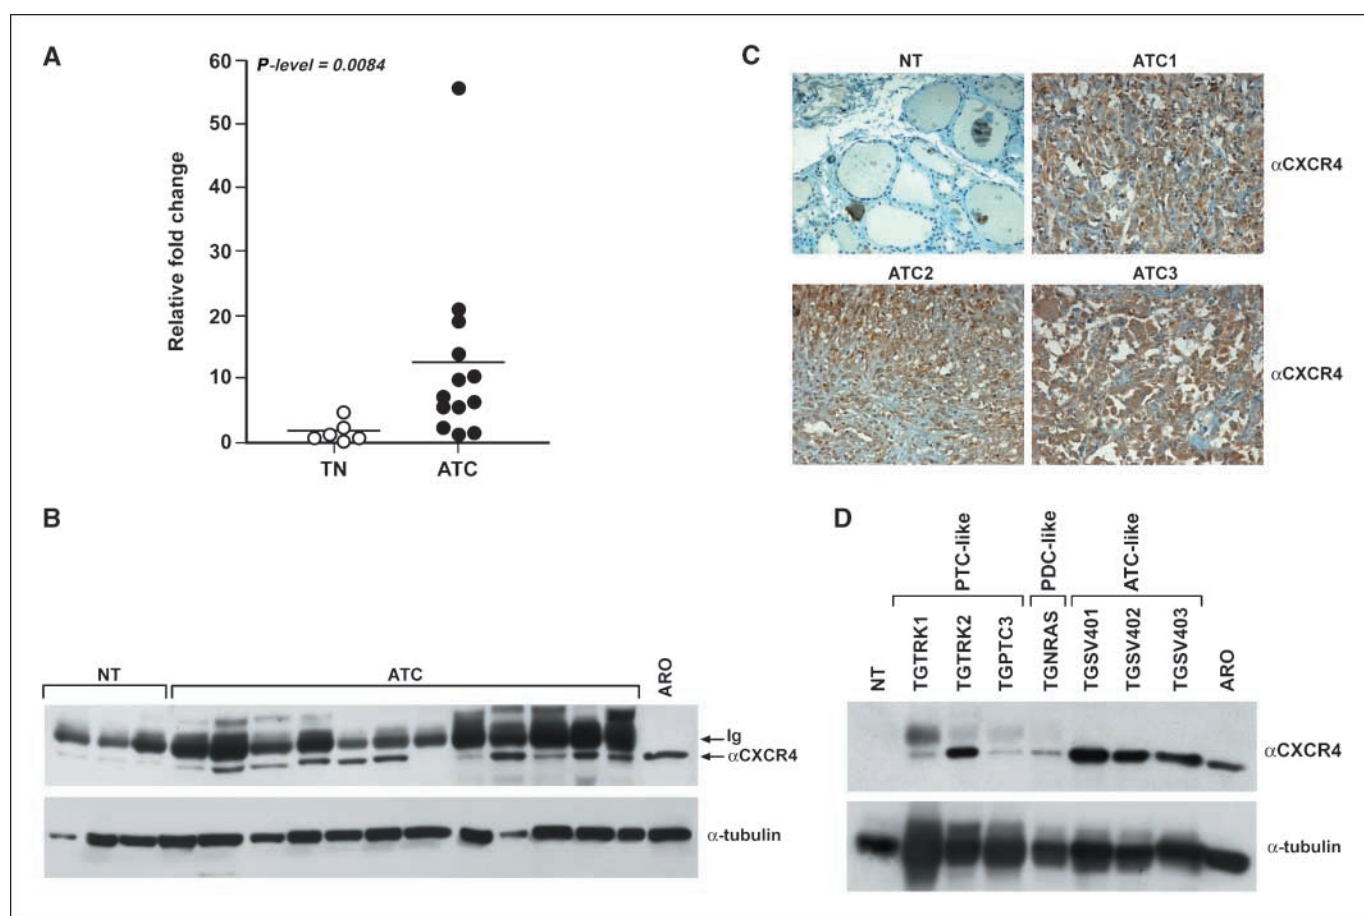 A
P-level = 0.0084
60
50
40
30
20
10
0
Relative fold change
TN
ATC
B
NT
ATC
ARO
Ig
αCXCR4
α-tubulin
C
NT
ATC1
αCXCR4
ATC2
ATC3
αCXCR4
D
PTC-like
PDC-like
ATC-like
NT
TGTRK1
TGTRK2
TGPTC3
TGNRAS
TGSV401
TGSV402
TGSV403
ARO
αCXCR4
α-tubulin